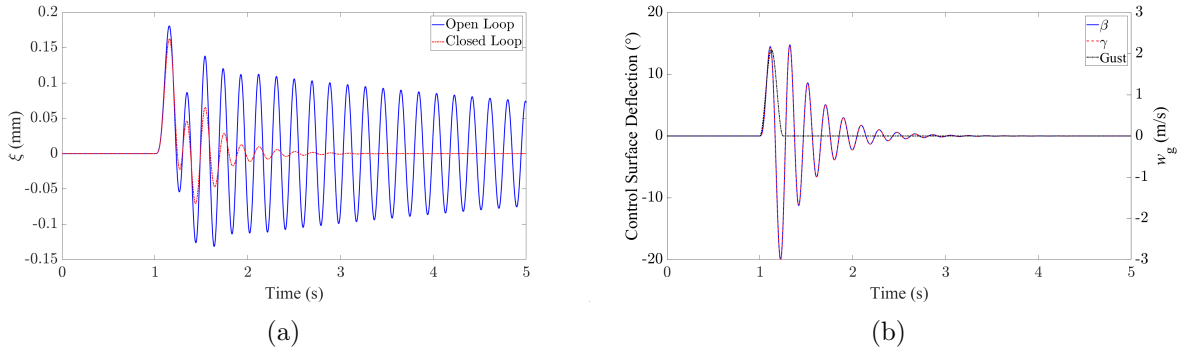 0.2
0.15
0.1
0.05
0
-0.05
-0.1
-0.15
ξ (mm)
Open Loop
Closed Loop
0 1 2 3 4 5
Time (s)
(a)
20
10
0
-10
-20
Control Surface Deflection (°)
β
γ
Gust
3
2
1
0
-1
-2
-3
w_g (m/s)
0 1 2 3 4 5
Time (s)
(b)